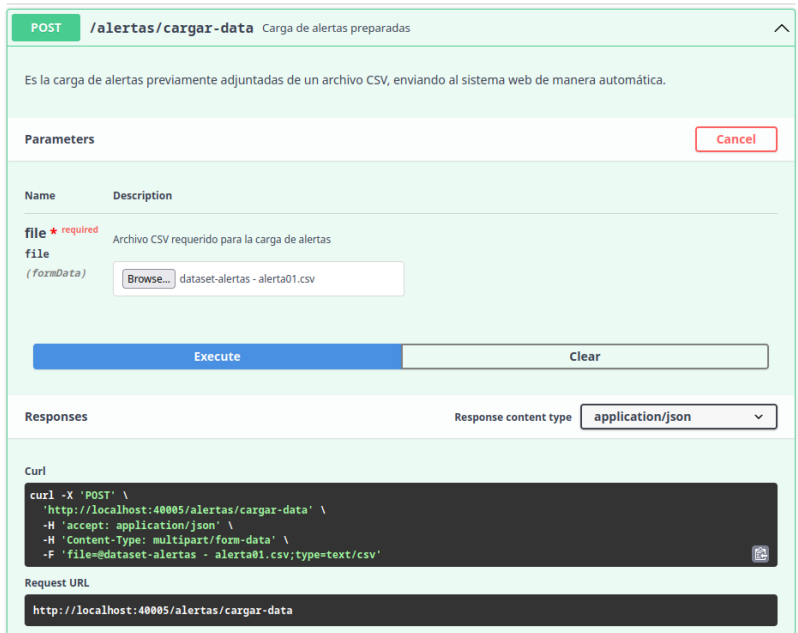 POST /alertas/cargar-data Carga de alertas preparadas
Es la carga de alertas previamente adjuntadas de un archivo CSV, enviando al sistema web de manera automática.
Parameters
Cancel
Name Description
file * required
file
(formData)
Archivo CSV requerido para la carga de alertas
Browse... dataset-alertas - alerta01.csv
Execute Clear
Responses
Response content type application/json
Curl
curl -X 'POST' \
'http://localhost:40005/alertas/cargar-data' \
-H 'accept: application/json' \
-H 'Content-Type: multipart/form-data' \
-F 'file=@dataset-alertas - alerta01.csv;type=text/csv'
Request URL
http://localhost:40005/alertas/cargar-data